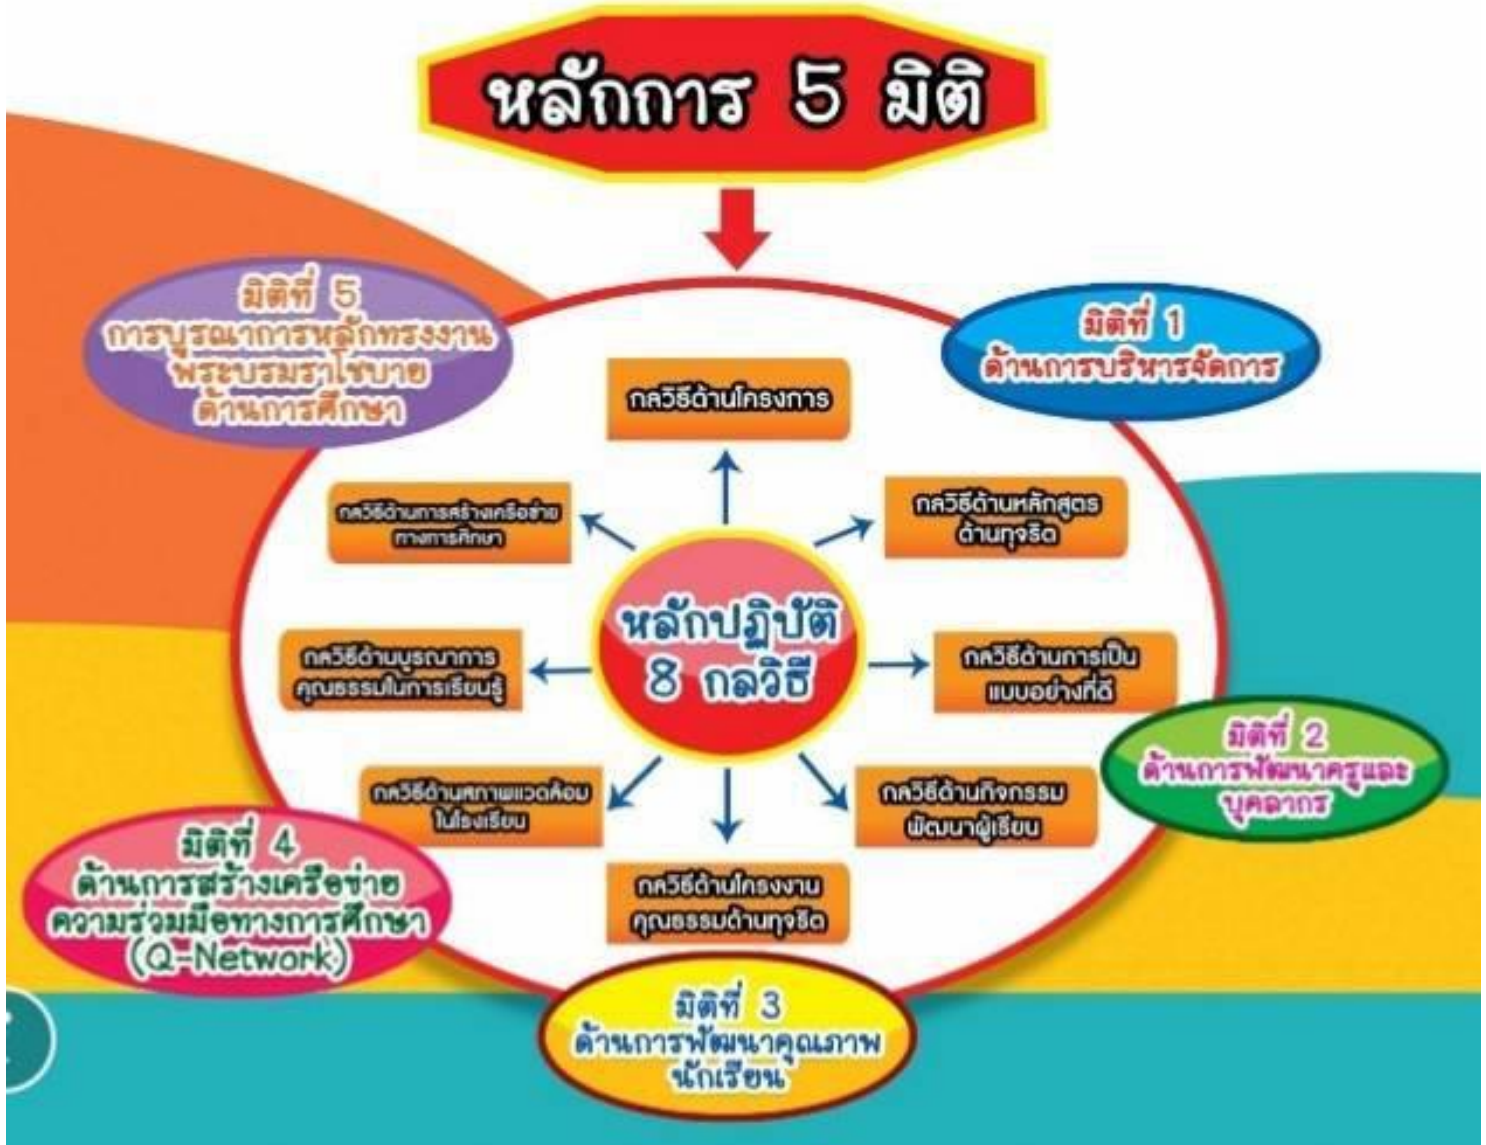 หลักการ 5 มิติ
มิติที่ 5
การบูรณาการหลักทรงงาน
พระบรมราโชบาย
ด้านการศึกษา
มิติที่ 1
ด้านการบริหารจัดการ
กลวิธีด้านโครงการ
กลวิธีด้านการสร้างเครือข่าย
ทางการศึกษา
กลวิธีด้านหลักสูตร
ต้านทุจริต
หลักปฏิบัติ
8 กลวิธี
กลวิธีด้านบูรณาการ
คุณธรรมในการเรียนรู้
กลวิธีด้านการเป็น
แบบอย่างที่ดี
มิติที่ 2
ด้านการพัฒนาครูและ
บุคลากร
กลวิธีด้านสภาพแวดล้อม
ในโรงเรียน
กลวิธีด้านกิจกรรม
พัฒนาผู้เรียน
มิติที่ 4
ด้านการสร้างเครือข่าย
ความร่วมมือทางการศึกษา
(Q-Network)
กลวิธีด้านโครงงาน
คุณธรรมต้านทุจริต
มิติที่ 3
ด้านการพัฒนาคุณภาพ
นักเรียน